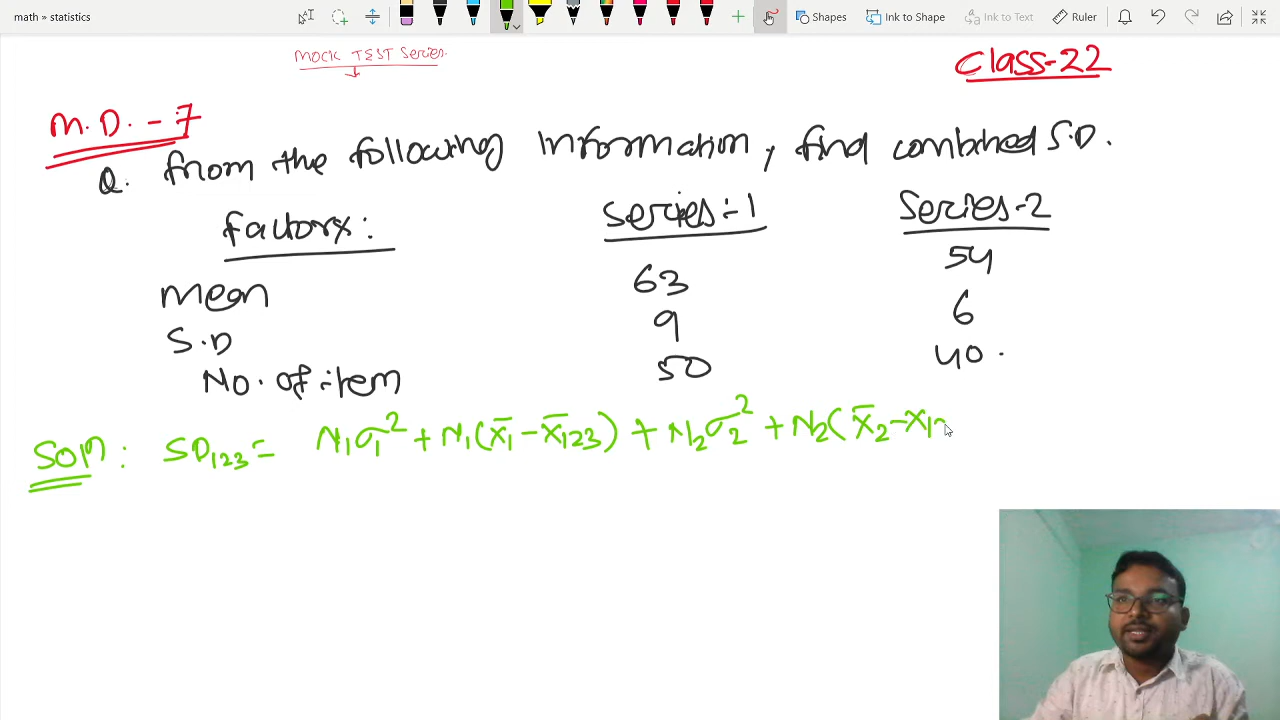 math » statistics
Shapes
Ink to Shape
Ink to Text
Ruler
MOCK TEST Series
Class-22
M.D. - 7
Q. from the following information, find combined S.D.
factors: Series:-1 Series-2
mean 63 54
S.D 9 6
No. of item 50 40.
Soln: SD₁₂₃ = N₁σ₁² + N₁(X̄₁ - X̄₁₂₃) + N₂σ₂² + N₂(X̄₂ - X₁